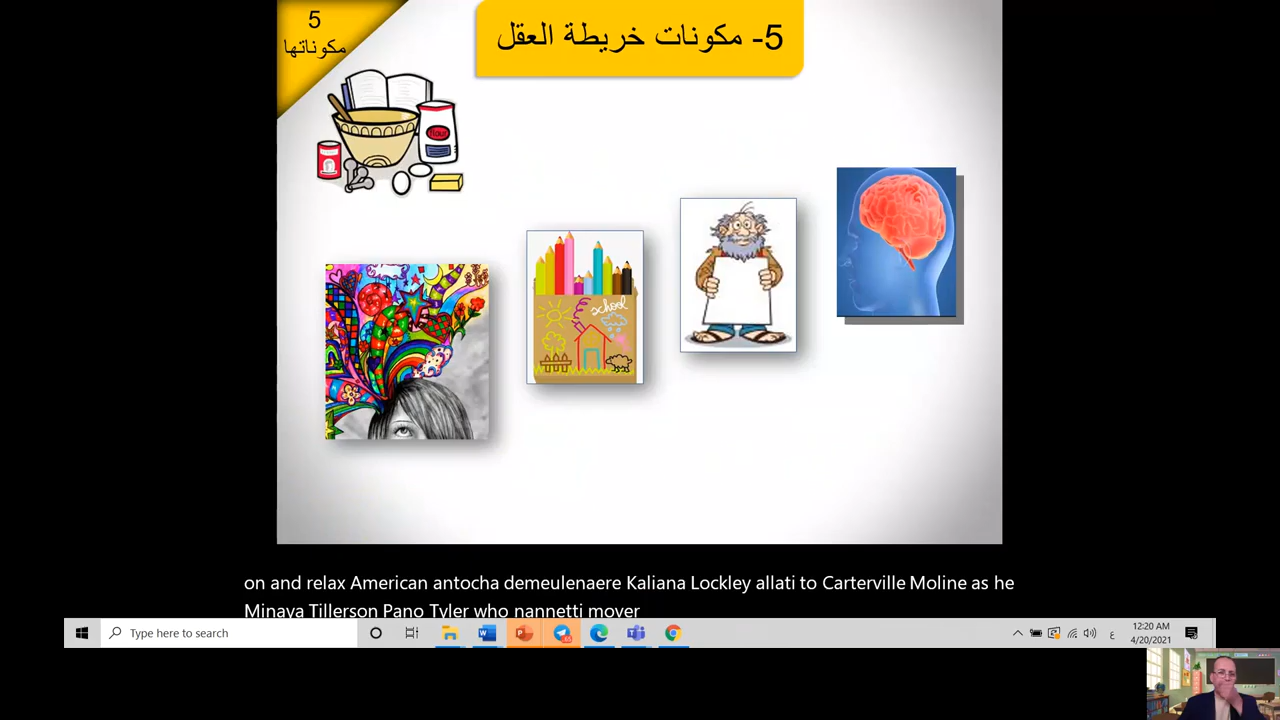 5
مكوناتها
5- مكونات خريطة العقل
flour
school
on and relax American antocha demeulenaere Kaliana Lockley allati to Carterville Moline as he
Minaya Tillerson Pano Tyler who nannetti mover
Type here to search
ع
12:20 AM
4/20/2021